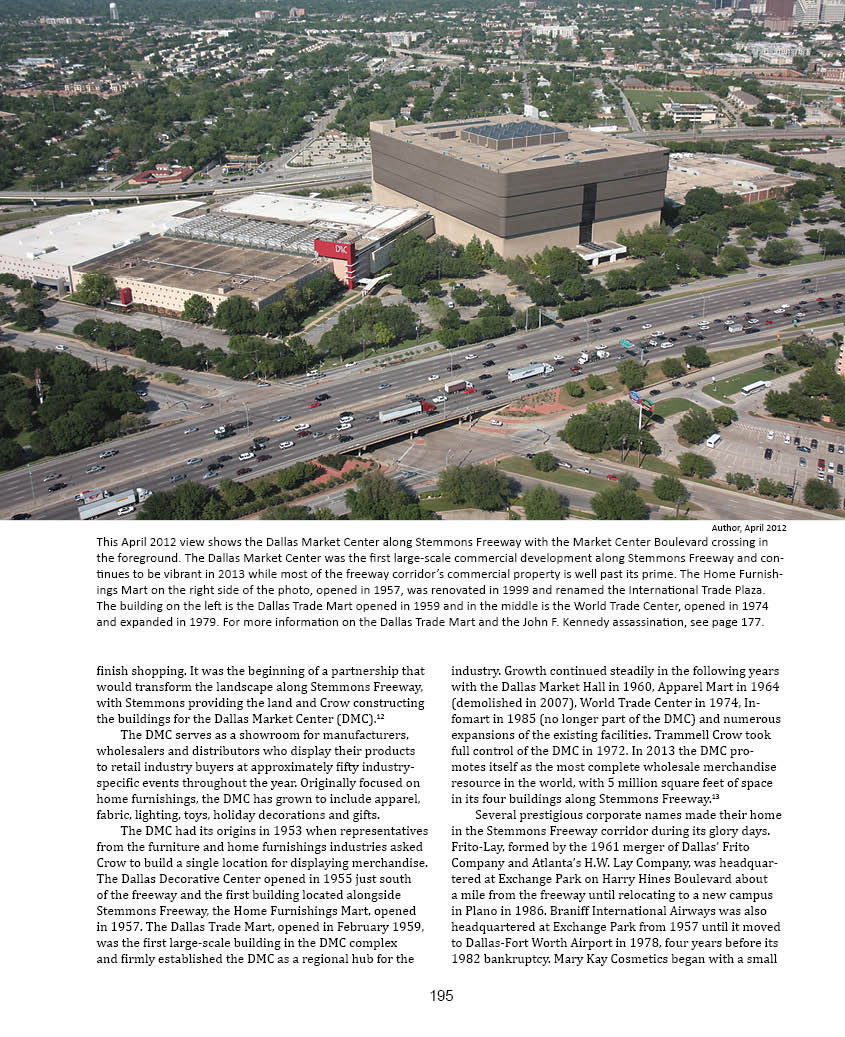 DMC
Author, April 2012
This April 2012 view shows the Dallas Market Center along Stemmons Freeway with the Market Center Boulevard crossing in
the foreground. The Dallas Market Center was the first large-scale commercial development along Stemmons Freeway and con-
tinues to be vibrant in 2013 while most of the freeway corridor’s commercial property is well past its prime. The Home Furnish-
ings Mart on the right side of the photo, opened in 1957, was renovated in 1999 and renamed the International Trade Plaza.
The building on the left is the Dallas Trade Mart opened in 1959 and in the middle is the World Trade Center, opened in 1974
and expanded in 1979. For more information on the Dallas Trade Mart and the John F. Kennedy assassination, see page 177.
finish shopping. It was the beginning of a partnership that
would transform the landscape along Stemmons Freeway,
with Stemmons providing the land and Crow constructing
the buildings for the Dallas Market Center (DMC).¹²
The DMC serves as a showroom for manufacturers,
wholesalers and distributors who display their products
to retail industry buyers at approximately fifty industry-
specific events throughout the year. Originally focused on
home furnishings, the DMC has grown to include apparel,
fabric, lighting, toys, holiday decorations and gifts.
The DMC had its origins in 1953 when representatives
from the furniture and home furnishings industries asked
Crow to build a single location for displaying merchandise.
The Dallas Decorative Center opened in 1955 just south
of the freeway and the first building located alongside
Stemmons Freeway, the Home Furnishings Mart, opened
in 1957. The Dallas Trade Mart, opened in February 1959,
was the first large-scale building in the DMC complex
and firmly established the DMC as a regional hub for the
industry. Growth continued steadily in the following years
with the Dallas Market Hall in 1960, Apparel Mart in 1964
(demolished in 2007), World Trade Center in 1974, In-
fomart in 1985 (no longer part of the DMC) and numerous
expansions of the existing facilities. Trammell Crow took
full control of the DMC in 1972. In 2013 the DMC pro-
motes itself as the most complete wholesale merchandise
resource in the world, with 5 million square feet of space
in its four buildings along Stemmons Freeway.¹³
Several prestigious corporate names made their home
in the Stemmons Freeway corridor during its glory days.
Frito-Lay, formed by the 1961 merger of Dallas’ Frito
Company and Atlanta’s H.W. Lay Company, was headquar-
tered at Exchange Park on Harry Hines Boulevard about
a mile from the freeway until relocating to a new campus
in Plano in 1986. Braniff International Airways was also
headquartered at Exchange Park from 1957 until it moved
to Dallas-Fort Worth Airport in 1978, four years before its
1982 bankruptcy. Mary Kay Cosmetics began with a small
195